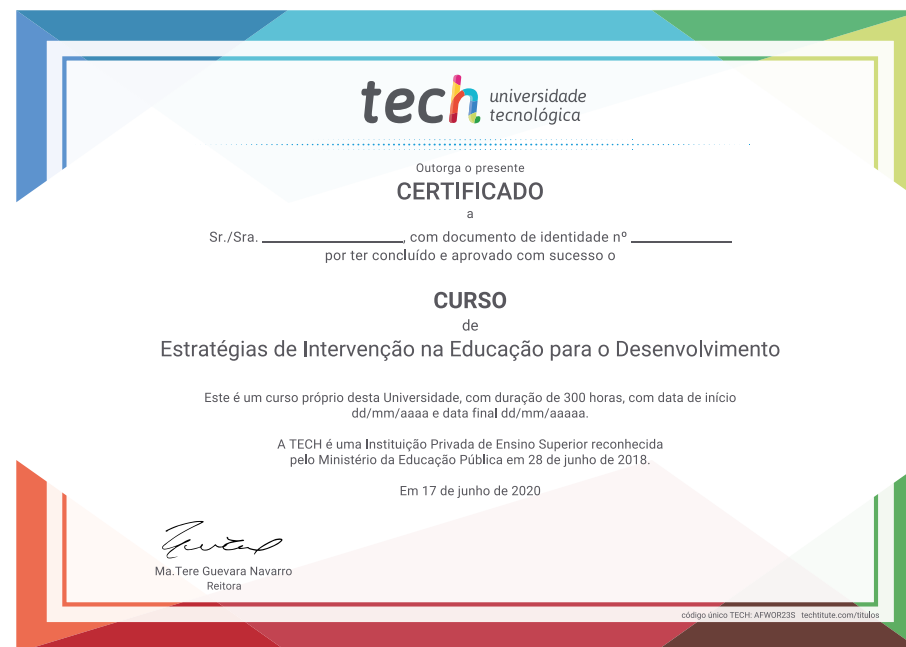 tech universidade
tecnológica
Outorga o presente
CERTIFICADO
a
Sr./Sra. ____________, com documento de identidade nº _________
por ter concluído e aprovado com sucesso o
CURSO
de
Estratégias de Intervenção na Educação para o Desenvolvimento
Este é um curso próprio desta Universidade, com duração de 300 horas, com data de início
dd/mm/aaaa e data final dd/mm/aaaaa.
A TECH é uma Instituição Privada de Ensino Superior reconhecida
pelo Ministério da Educação Pública em 28 de junho de 2018.
Em 17 de junho de 2020
Ma.Tere Guevara Navarro
Reitora
código único TECH: AFWOR23S techtitute.com/títulos